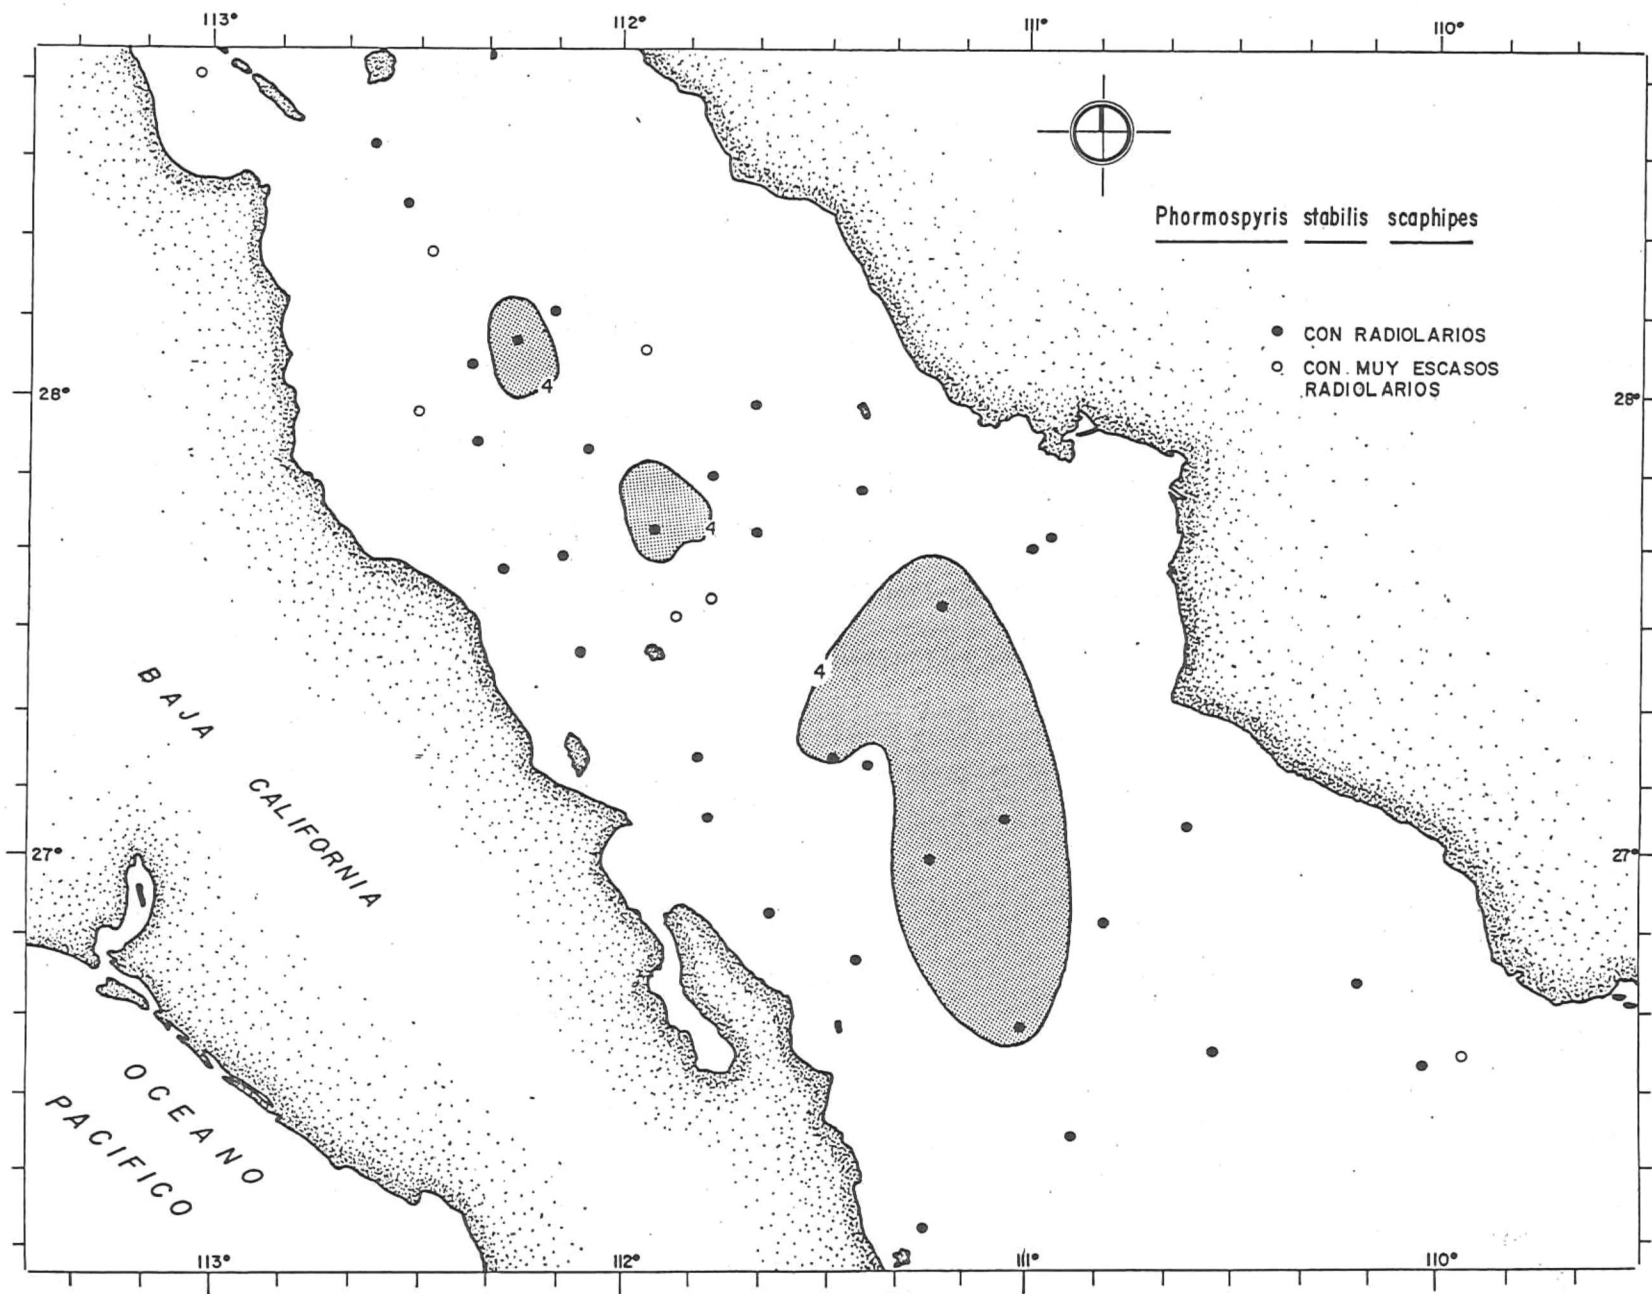 113° 112° 111° 110°
Phormospyris stabilis scaphipes
CON RADIOLARIOS
CON. MUY ESCASOS
RADIOLARIOS
4
28° 28°
4
4
BAJA
CALIFORNIA
27° 27°
OCEANO
PACIFICO
113° 112° 111° 110°